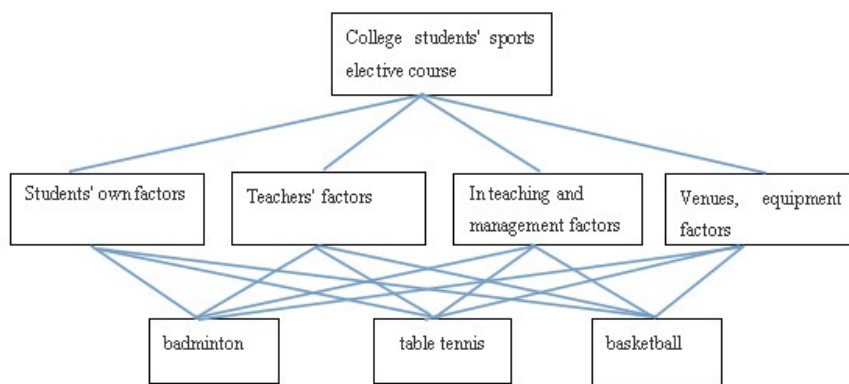 College students' sports
elective course
Students' own factors
Teachers' factors
In teaching and
management factors
Venues, equipment
factors
badminton
table tennis
basketball